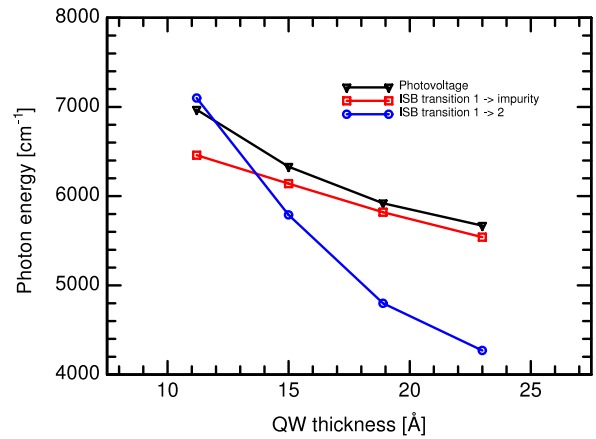 8000
7000
6000
5000
4000
Photon energy [cm⁻¹]
Photovoltage
ISB transition 1 -> impurity
ISB transition 1 -> 2
10
15
20
25
QW thickness [Å]